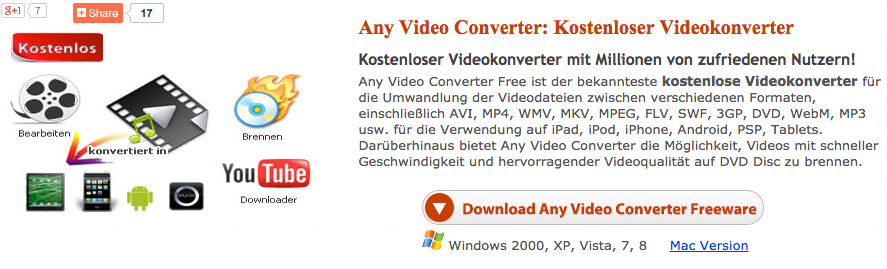 g+1 7 Share 17
Kostenlos
Bearbeiten
Brennen
konvertiert in
YouTube
Downloader
Any Video Converter: Kostenloser Videokonverter
Kostenloser Videokonverter mit Millionen von zufriedenen Nutzern!
Any Video Converter Free ist der bekannteste kostenlose Videokonverter für
die Umwandlung der Videodateien zwischen verschiedenen Formaten,
einschließlich AVI, MP4, WMV, MKV, MPEG, FLV, SWF, 3GP, DVD, WebM, MP3
usw. für die Verwendung auf iPad, iPod, iPhone, Android, PSP, Tablets.
Darüberhinaus bietet Any Video Converter die Möglichkeit, Videos mit schneller
Geschwindigkeit und hervorragender Videoqualität auf DVD Disc zu brennen.
Download Any Video Converter Freeware
Windows 2000, XP, Vista, 7, 8 Mac Version